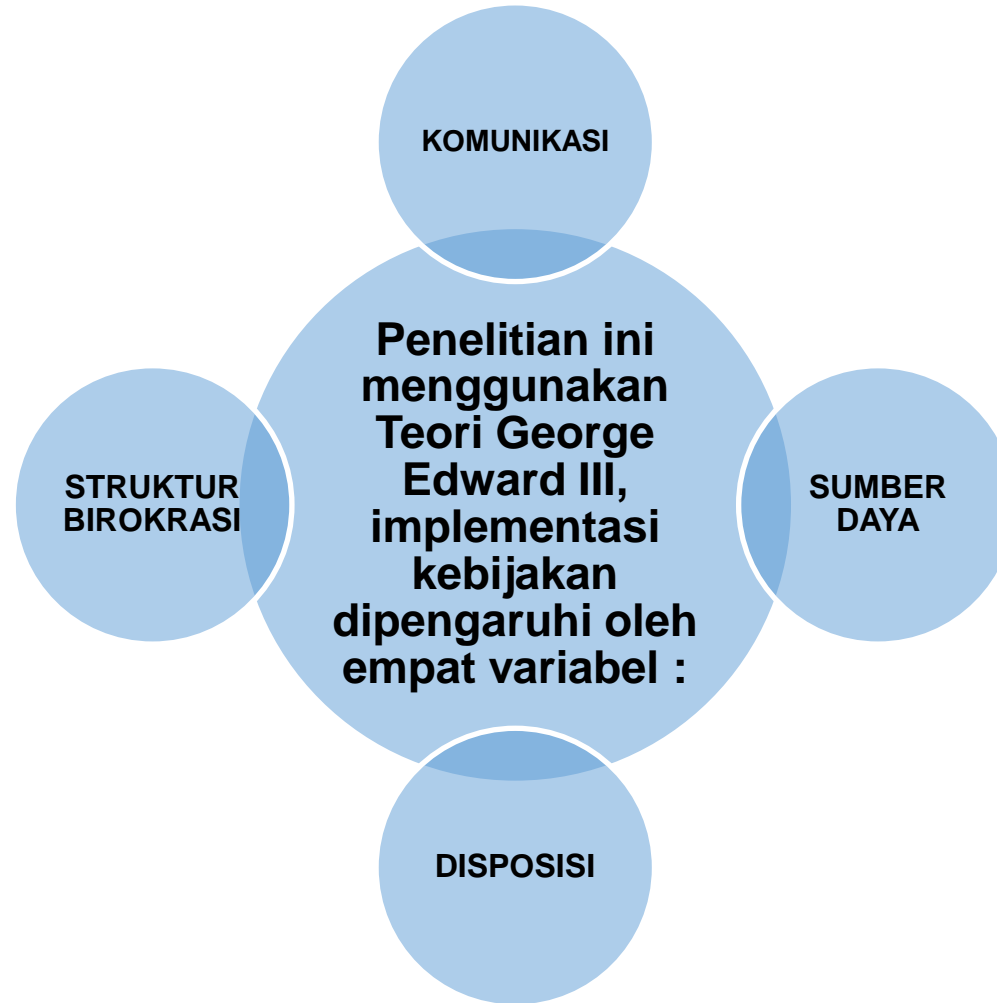 KOMUNIKASI
Penelitian ini
menggunakan
Teori George
Edward III,
implementasi
kebijakan
dipengaruhi oleh
empat variabel :
STRUKTUR
BIROKRASI
SUMBER
DAYA
DISPOSISI